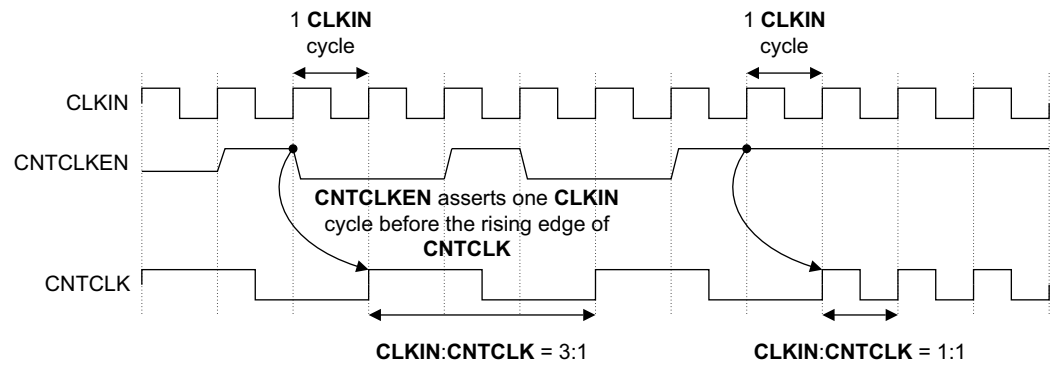 1 CLKIN
cycle
1 CLKIN
cycle
CLKIN
CNTCLKEN
CNTCLKEN asserts one CLKIN
cycle before the rising edge of
CNTCLK
CNTCLK
CLKIN:CNTCLK = 3:1
CLKIN:CNTCLK = 1:1